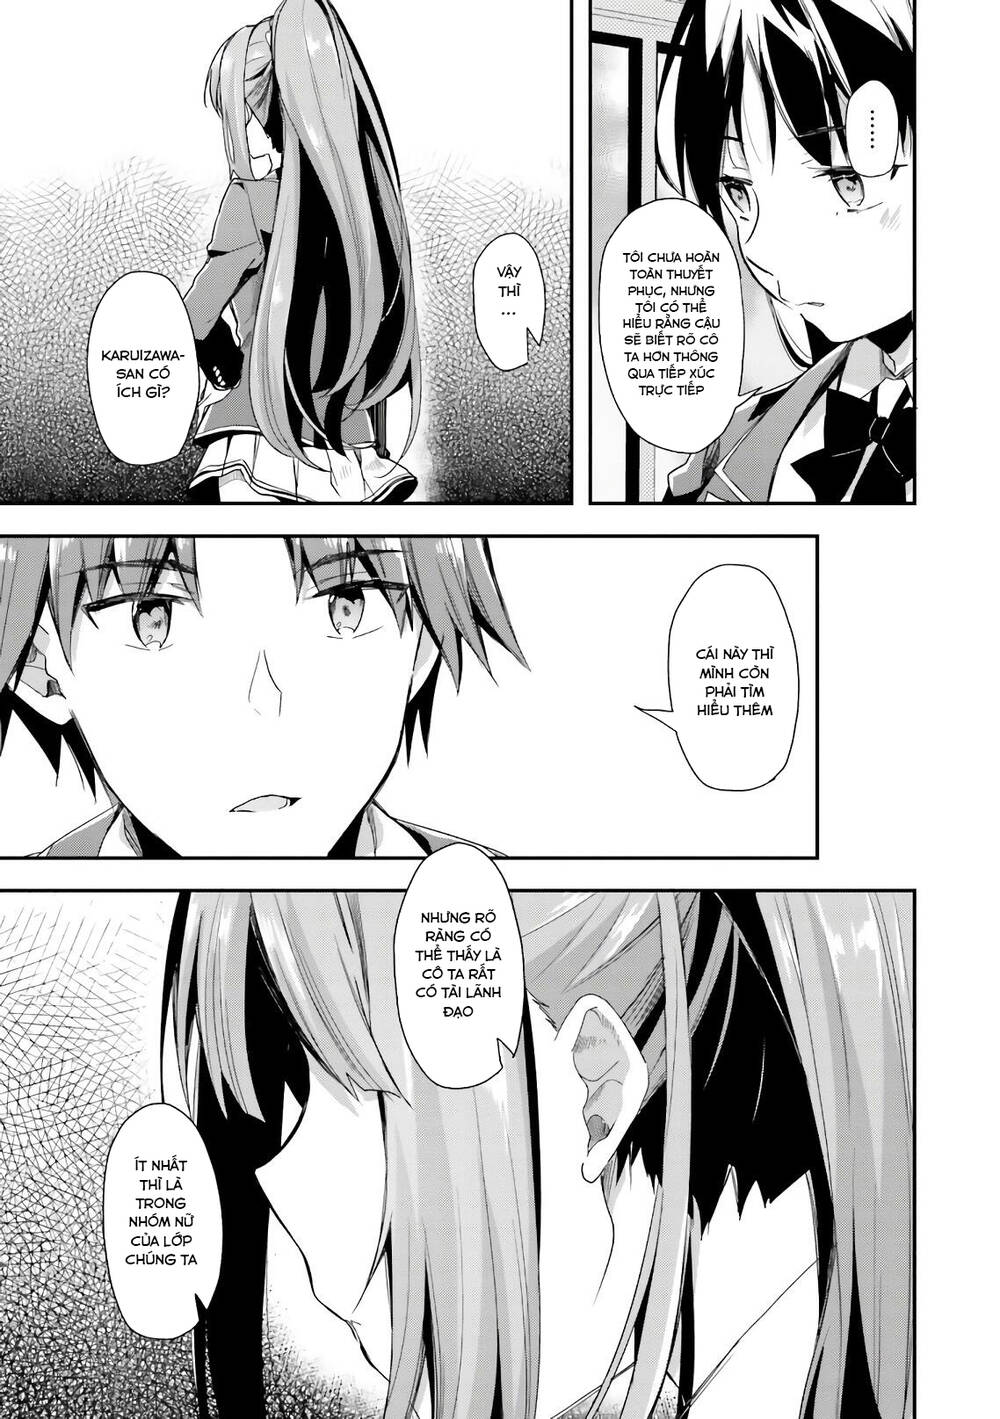 ……
TÔI CHƯA HOÀN
TOÀN THUYẾT
PHỤC, NHƯNG
TÔI CÓ THỂ
HIỂU RẰNG CẬU
SẼ BIẾT RÕ CÔ
TA HƠN THÔNG
QUA TIẾP XÚC
TRỰC TIẾP
VẬY
THÌ
...
KARUIZAWA-
SAN CÓ
ÍCH GÌ?
CÁI NÀY THÌ
MÌNH CÒN
PHẢI TÌM
HIỂU THÊM
NHƯNG RÕ
RÀNG CÓ
THỂ THẤY LÀ
CÔ TA RẤT
CÓ TÀI LÃNH
ĐẠO
ÍT NHẤT
THÌ LÀ
TRONG
NHÓM NỮ
CỦA LỚP
CHÚNG TA